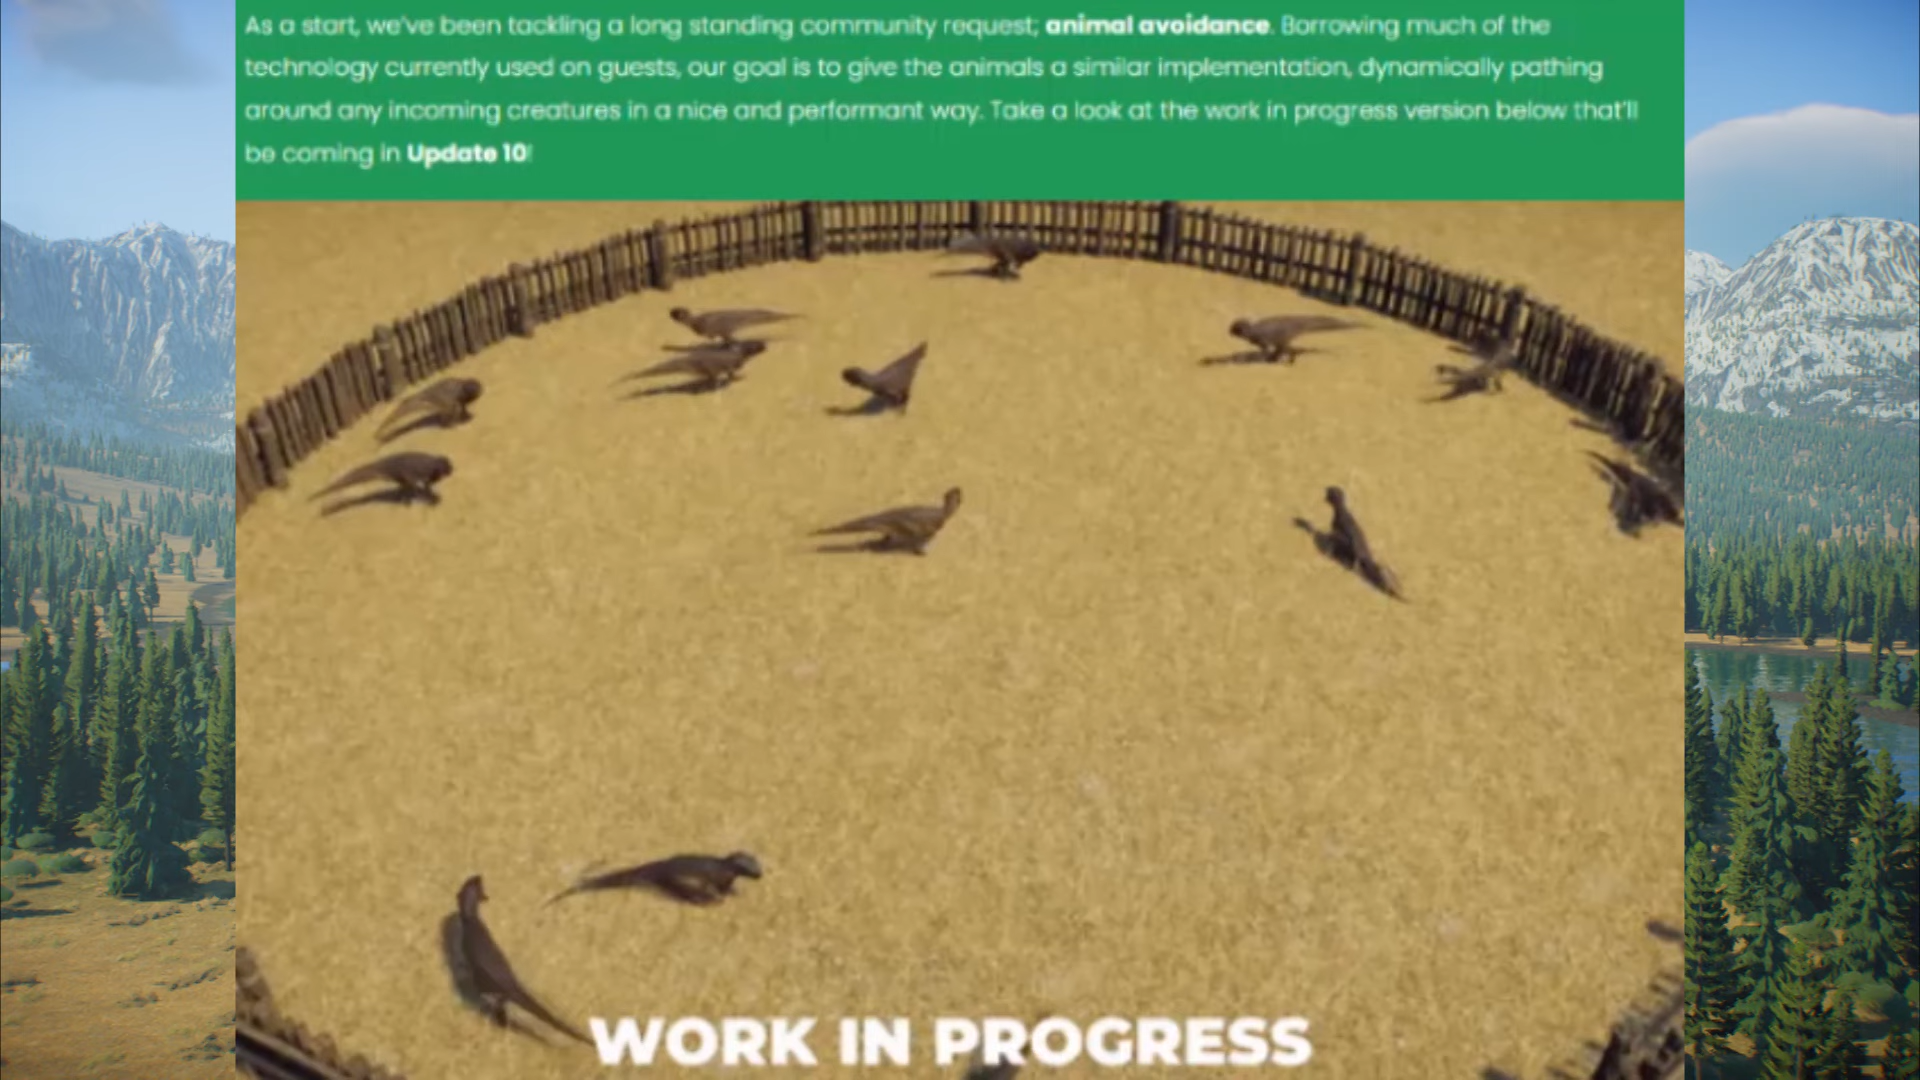 As a start, we've been tackling a long standing community request; animal avoidance. Borrowing much of the
technology currently used on guests, our goal is to give the animals a similar implementation, dynamically pathing
around any incoming creatures in a nice and performant way. Take a look at the work in progress version below that'll
be coming in Update 10!
WORK IN PROGRESS